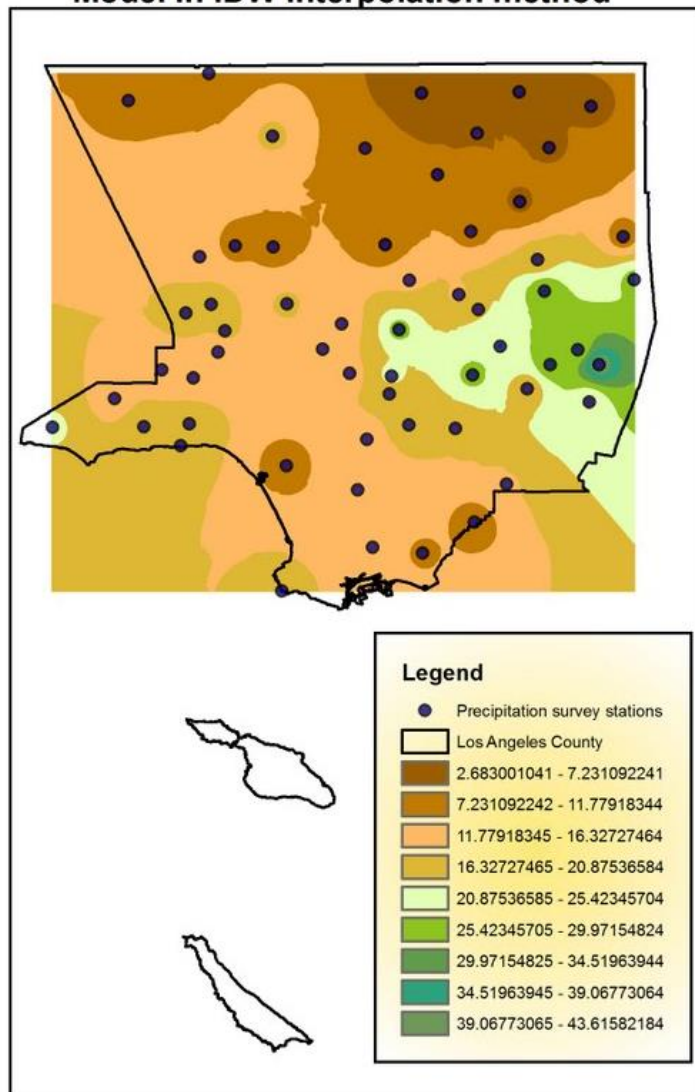 Model in IDW Interpolation Method
Legend
Precipitation survey stations
Los Angeles County
2.683001041 - 7.231092241
7.231092242 - 11.77918344
11.77918345 - 16.32727464
16.32727465 - 20.87536584
20.87536585 - 25.42345704
25.42345705 - 29.97154824
29.97154825 - 34.51963944
34.51963945 - 39.06773064
39.06773065 - 43.61582184